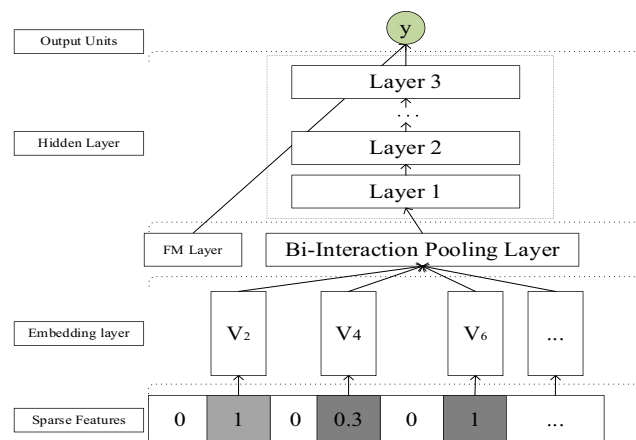 y
Output Units
Layer 3
...
Hidden Layer
Layer 2
Layer 1
FM Layer
Bi-Interaction Pooling Layer
Embedding layer
V2
V4
V6
...
Sparse Features
0
1
0
0.3
0
1
...